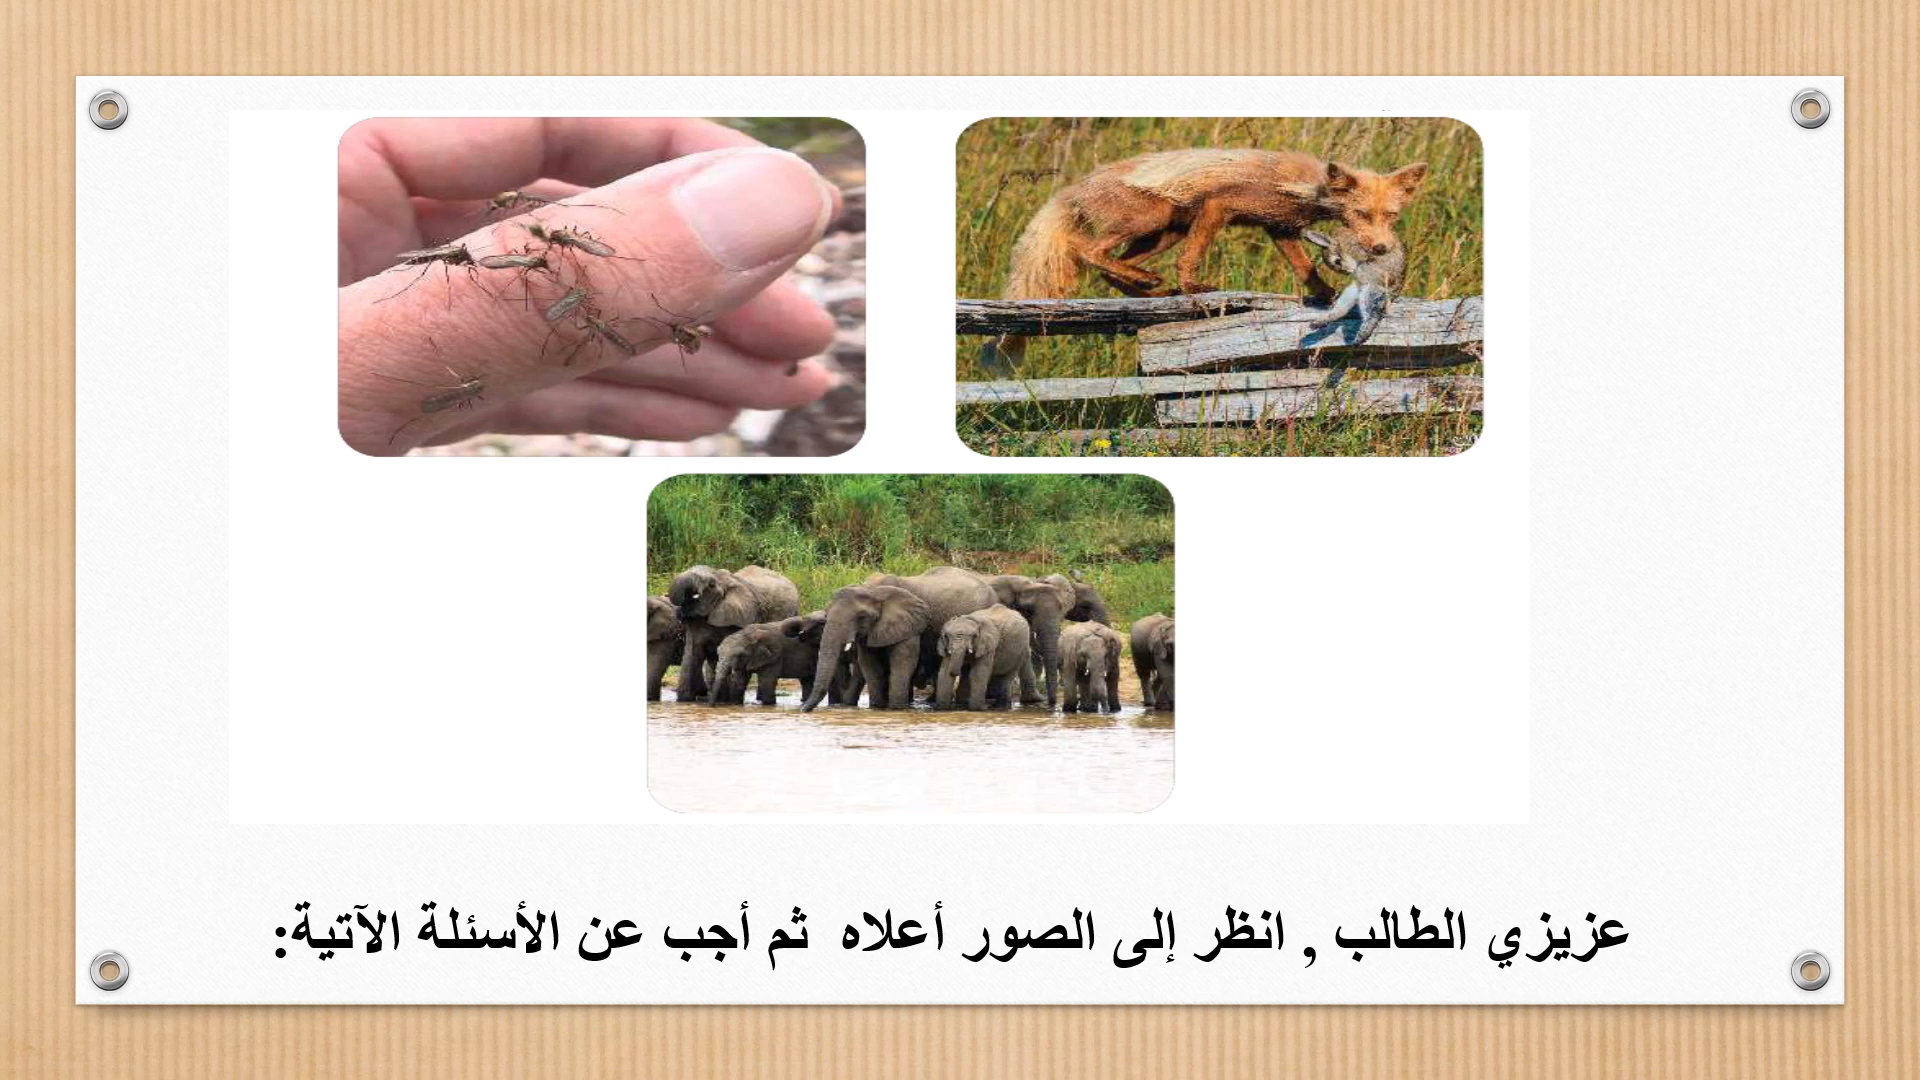 عزيزي الطالب , انظر إلى الصور أعلاه ثم أجب عن الأسئلة الآتية: